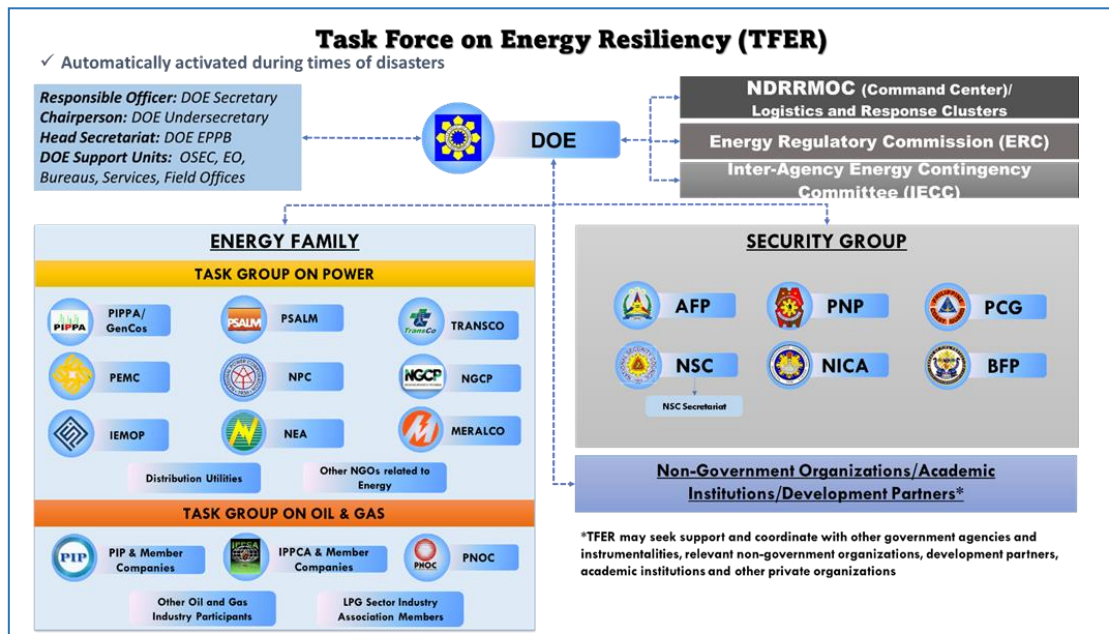 Task Force on Energy Resiliency (TFER)
✓ Automatically activated during times of disasters
Responsible Officer: DOE Secretary
Chairperson: DOE Undersecretary
Head Secretariat: DOE EPPB
DOE Support Units: OSEC, EO,
Bureaus, Services, Field Offices
DOE
NDRRMOC (Command Center)/
Logistics and Response Clusters
Energy Regulatory Commission (ERC)
Inter-Agency Energy Contingency
Committee (IECC)
ENERGY FAMILY
TASK GROUP ON POWER
PIPPA
PIPPA/
GenCos
PSALM
PSALM
TransCo
TRANSCO
PEMC
NPC
NGCP
NGCP
IEMOP
NEA
MERALCO
Distribution Utilities
Other NGOs related to
Energy
TASK GROUP ON OIL & GAS
PIP
PIP & Member
Companies
IPPCA
IPPCA & Member
Companies
PNOC
PNOC
Other Oil and Gas
Industry Participants
LPG Sector Industry
Association Members
SECURITY GROUP
AFP
PNP
PCG
NSC
NICA
BFP
NSC Secretariat
Non-Government Organizations/Academic
Institutions/Development Partners*
*TFER may seek support and coordinate with other government agencies and
instrumentalities, relevant non-government organizations, development partners,
academic institutions and other private organizations